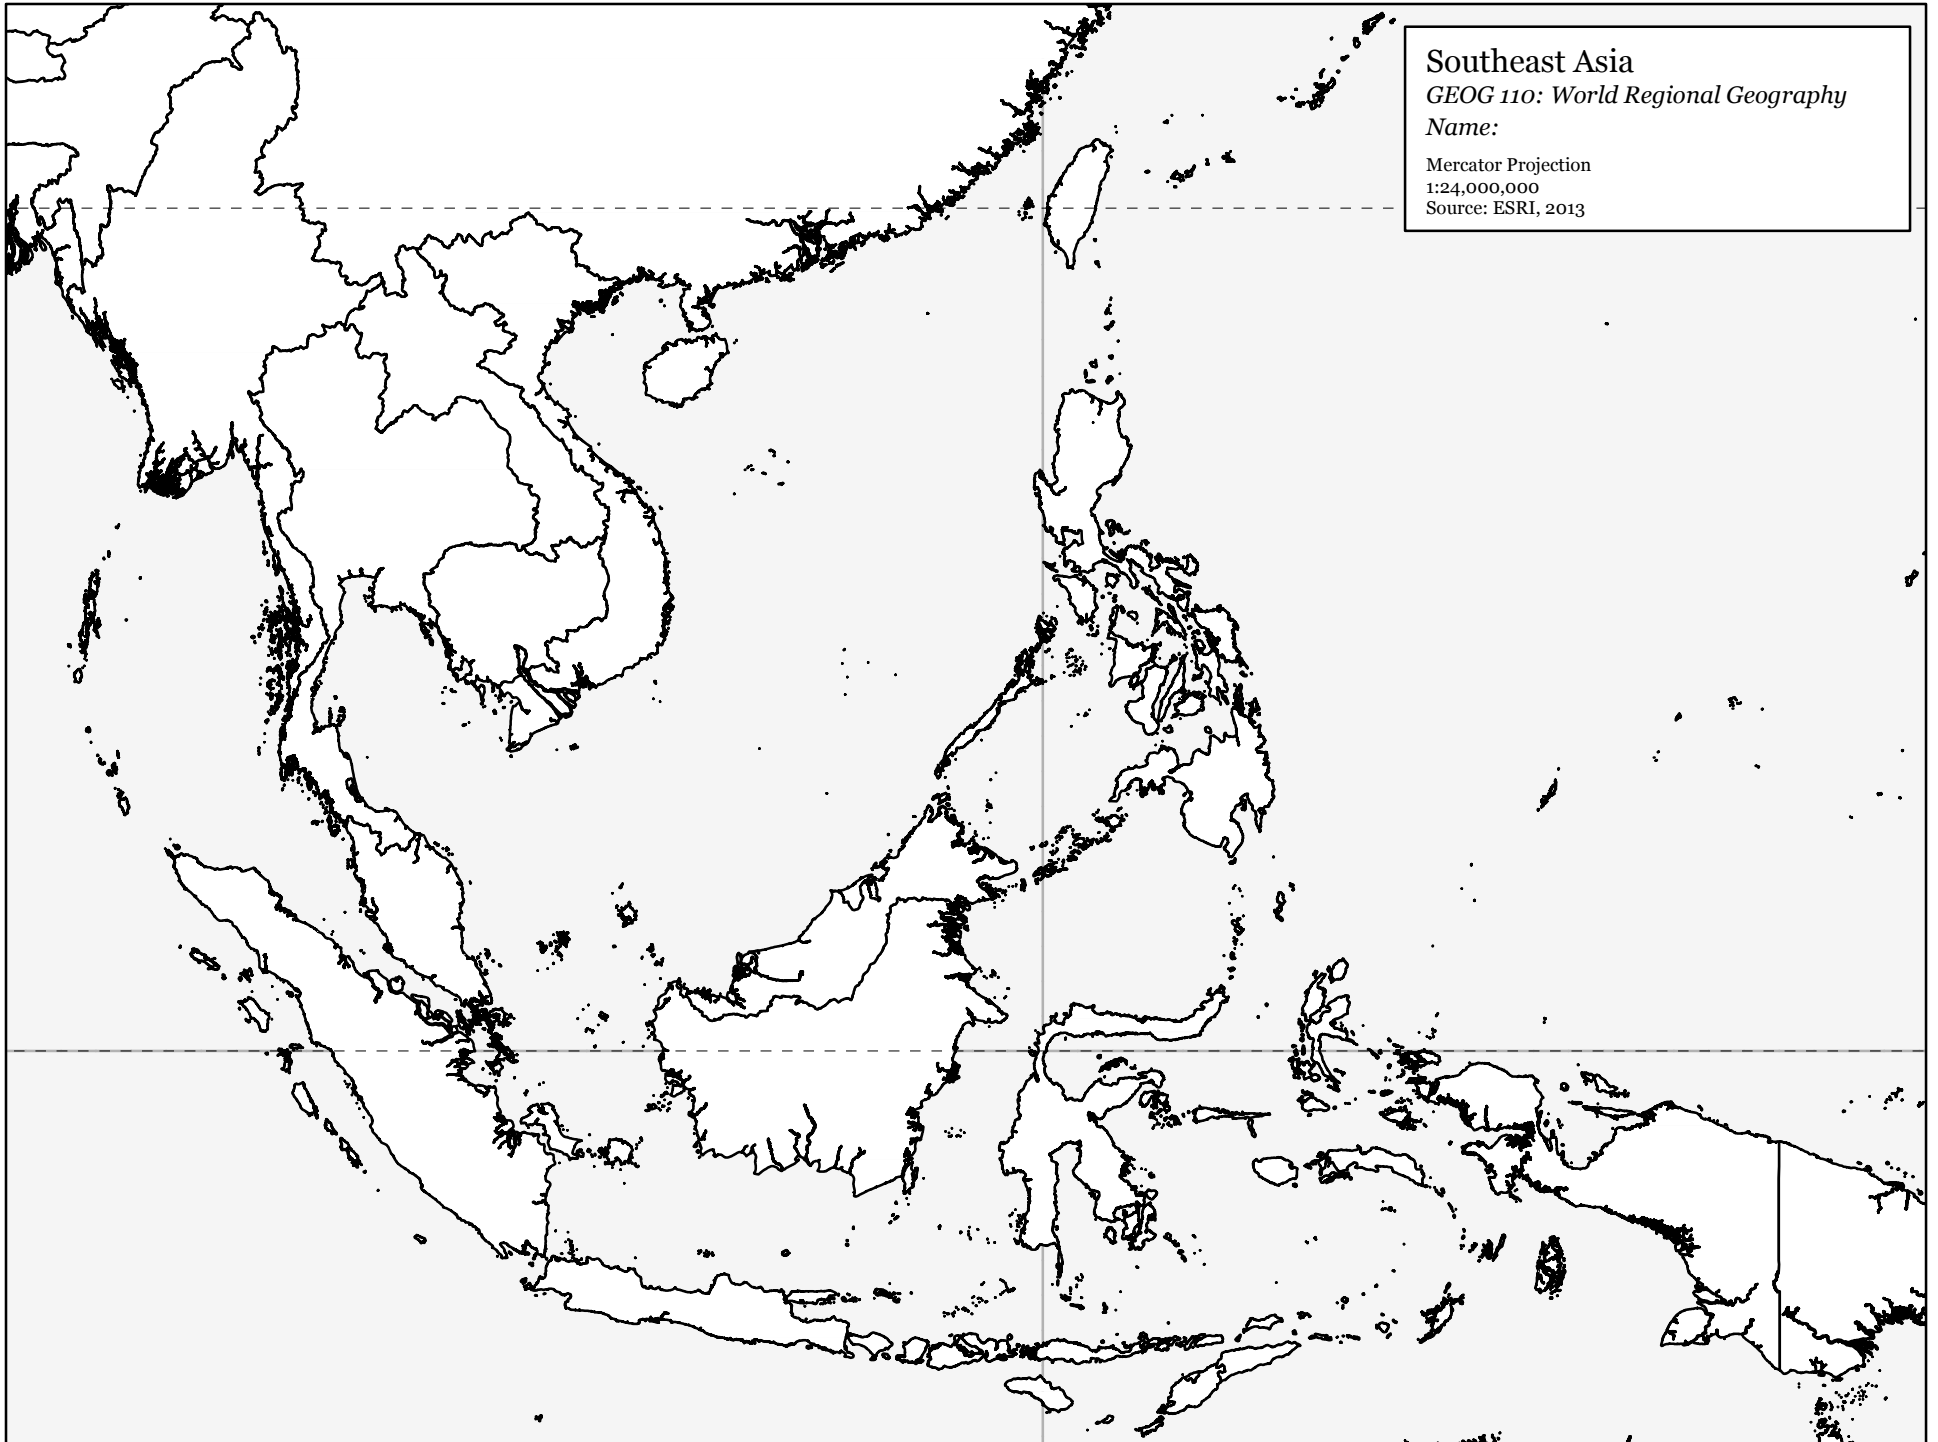 Southeast Asia
GEOG 110: World Regional Geography
Name:
Mercator Projection
1:24,000,000
Source: ESRI, 2013